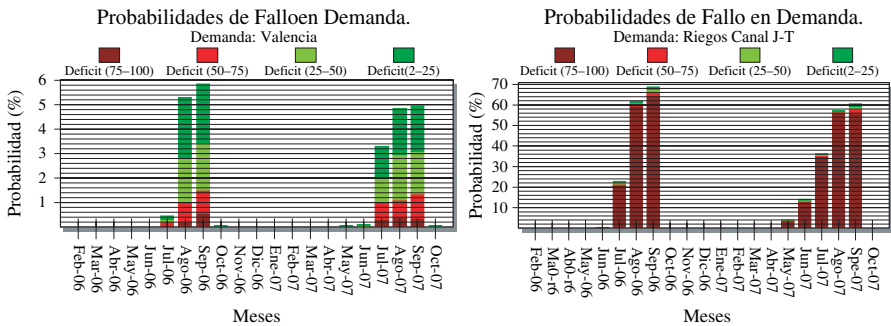 Probabilidades de Falloen Demanda.
Demanda: Valencia
Deficit (75–100) Deficit (50–75) Deficit (25–50) Deficit(2–25)
Probabilidad (%)
6
5
4
3
2
1
Feb-06 Mar-06 Abr-06 May-06 Jun-06 Jul-06 Ago-06 Sep-06 Oct-06 Nov-06 Dic-06 Ene-07 Feb-07 Mar-07 Abr-07 May-07 Jun-07 Jul-07 Ago-07 Sep-07 Oct-07
Meses
Probabilidades de Fallo en Demanda.
Demanda: Riegos Canal J-T
Deficit (75–100) Deficit (50–75) Deficit (25–50) Deficit(2–25)
Probabilidad (%)
70
60
50
40
30
20
10
Feb-06 Ma0-r6 Ab0-r6 May-06 Jun-06 Jul-06 Ago-06 Sep-06 Oct-06 Nov-06 Dic-06 Ene-07 Feb-07 Mar-07 Abr-07 May-07 Jun-07 Jul-07 Ago-07 Spe-07 Oct-07
Meses